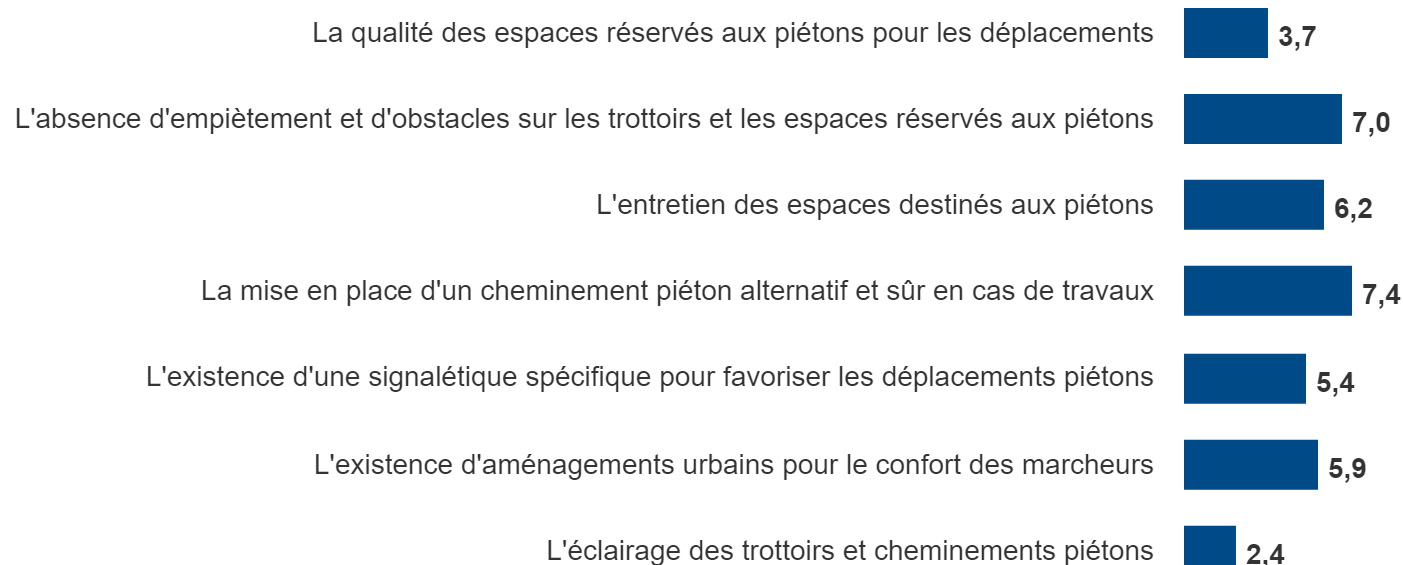 La qualité des espaces réservés aux piétons pour les déplacements 3,7
L'absence d'empiètement et d'obstacles sur les trottoirs et les espaces réservés aux piétons 7,0
L'entretien des espaces destinés aux piétons 6,2
La mise en place d'un cheminement piéton alternatif et sûr en cas de travaux 7,4
L'existence d'une signalétique spécifique pour favoriser les déplacements piétons 5,4
L'existence d'aménagements urbains pour le confort des marcheurs 5,9
L'éclairage des trottoirs et cheminements piétons 2,4